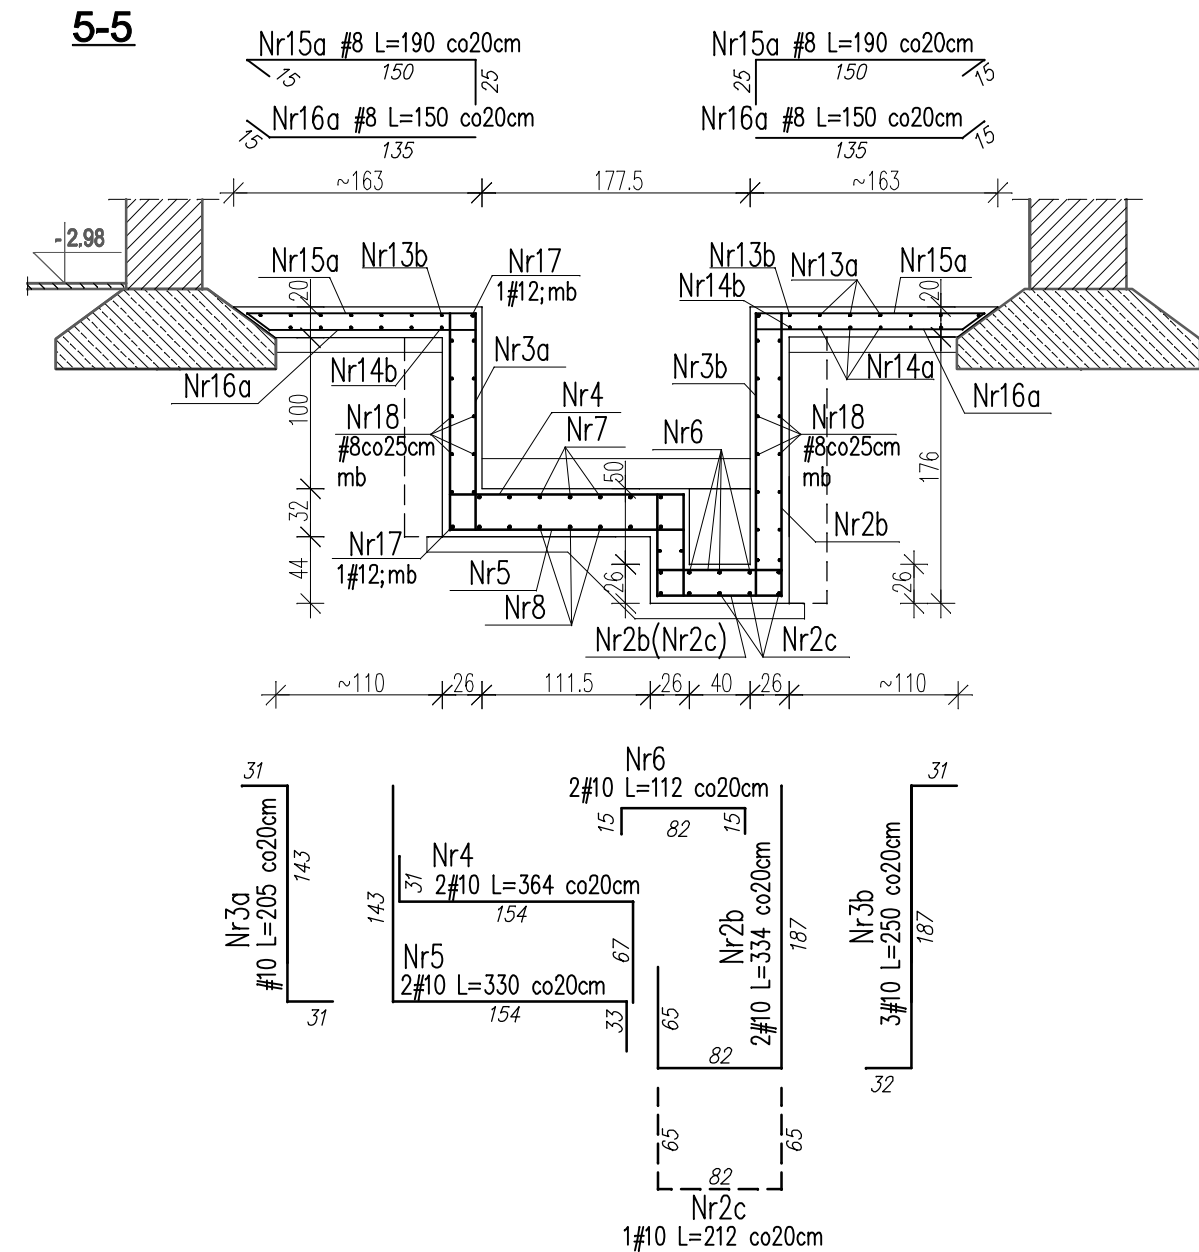 5-5
Nr15a #8 L=190 co20cm
15 150 25
Nr16a #8 L=150 co20cm
15 135
Nr15a #8 L=190 co20cm
25 150 15
Nr16a #8 L=150 co20cm
135 15
~163 177.5 ~163
-2,98
Nr15a Nr13b Nr17
1#12;mb
20
Nr13b Nr13a Nr15a
Nr14b
20
Nr3a
Nr16a Nr14b
Nr3b Nr14a Nr16a
100
Nr18
#8co25cm
mb
Nr4
Nr7
Nr6
Nr18
#8co25cm
mb
50
176
32
Nr17
1#12;mb
44
Nr5
Nr8
26
Nr2b
26
Nr2b(Nr2c) Nr2c
~110 26 111.5 26 40 26 ~110
31
Nr3a
#10 L=205 co20cm
143
31
143
Nr4
31
2#10 L=364 co20cm
154
67
Nr5
2#10 L=330 co20cm
154
33
Nr6
2#10 L=112 co20cm
15 82 15
Nr2b
2#10 L=334 co20cm
187
65
82
31
Nr3b
3#10 L=250 co20cm
187
32
65 65
82
Nr2c
1#10 L=212 co20cm